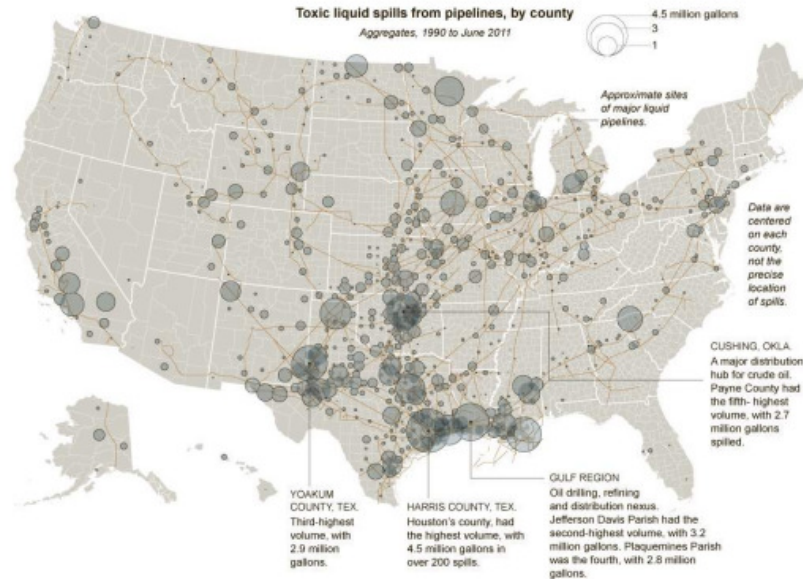 Toxic liquid spills from pipelines, by county
Aggregates, 1990 to June 2011
4.5 million gallons
3
1
Approximate sites
of major liquid
pipelines.
Data are
centered
on each
county,
not the
precise
location
of spills.
CUSHING, OKLA.
A major distribution
hub for crude oil.
Payne County had
the fifth- highest
volume, with 2.7
million gallons
spilled.
YOAKUM
COUNTY, TEX.
Third-highest
volume, with
2.9 million
gallons.
HARRIS COUNTY, TEX.
Houston's county, had
the highest volume, with
4.5 million gallons in
over 200 spills.
GULF REGION
Oil drilling, refining
and distribution nexus.
Jefferson Davis Parish had the
second-highest volume, with 3.2
million gallons. Plaquemines Parish
was the fourth, with 2.8 million
gallons.